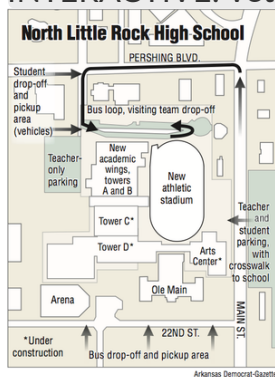 North Little Rock High School
PERSHING BLVD.
Student
drop-off
and
pickup
area
(vehicles)
Bus loop, visiting team drop-off
Teacher-
only
parking
New
academic
wings,
towers
A and B
New
athletic
stadium
Tower C*
Tower D*
Arts
Center*
Teacher
and
student
parking,
with
crosswalk
to school
Ole Main
Arena
MAIN ST.
22ND ST.
*Under
construction
Bus drop-off and pickup area
Arkansas Democrat-Gazette